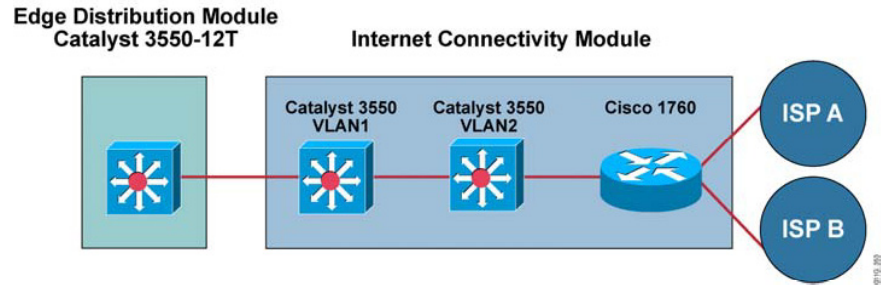 Edge Distribution Module
Catalyst 3550-12T
Internet Connectivity Module
Catalyst 3550
VLAN1
Catalyst 3550
VLAN2
Cisco 1760
ISP A
ISP B